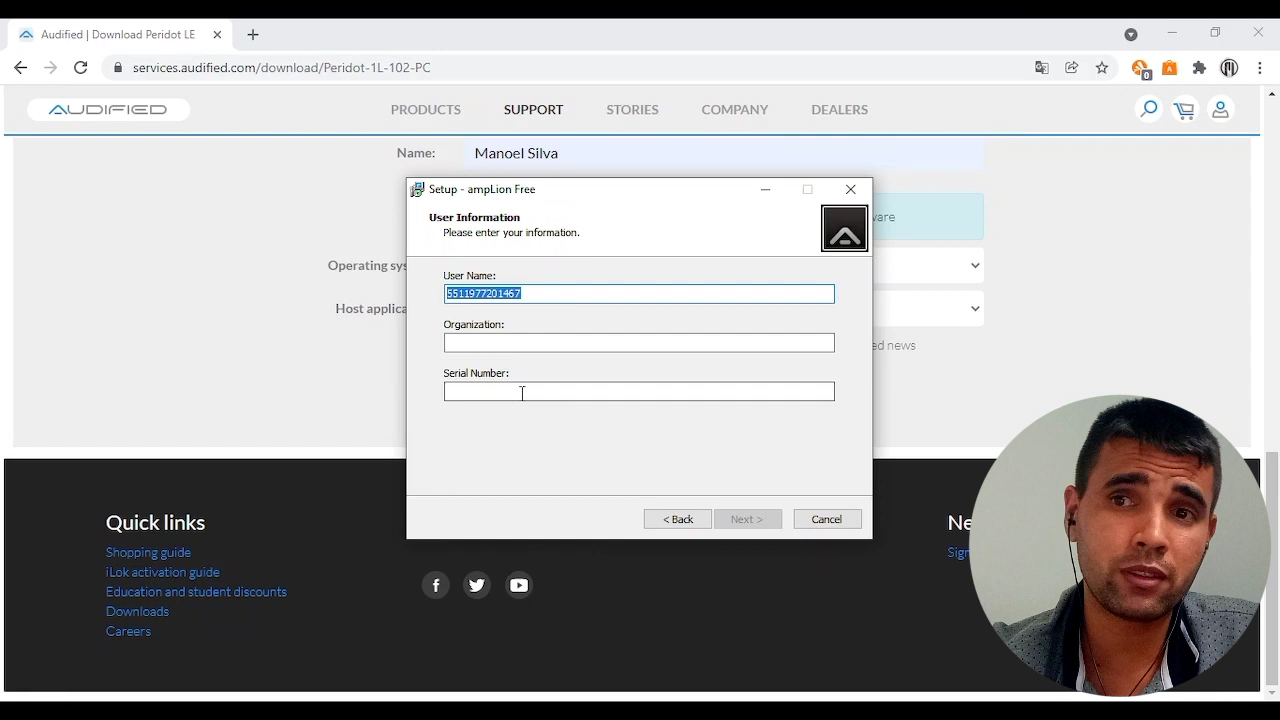 Audified | Download Peridot LE
services.audified.com/download/Peridot-1L-102-PC
0
AUDIFIED
PRODUCTS
SUPPORT
STORIES
COMPANY
DEALERS
Name:
Manoel Silva
Setup - ampLion Free
User Information
Please enter your information.
User Name:
5511977201467
Organization:
Serial Number:
< Back
Next >
Cancel
Operating sys
Host applica
ware
ed news
Quick links
Shopping guide
iLok activation guide
Education and student discounts
Downloads
Careers
Ne
Sign